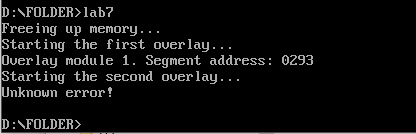 D:\FOLDER>lab7
Freeing up memory...
Starting the first overlay...
Overlay module 1. Segment address: 0293
Starting the second overlay...
Unknown error!
D:\FOLDER>